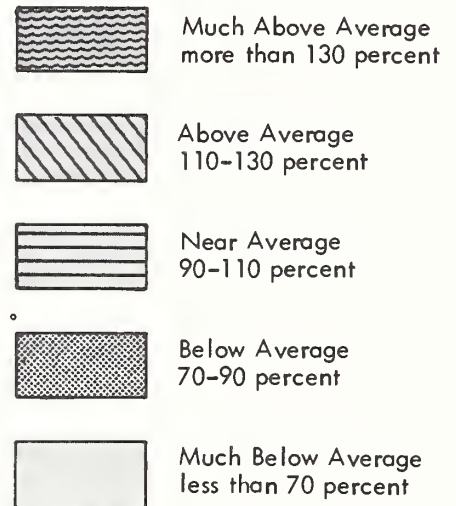 Much Above Average
more than 130 percent
Above Average
110-130 percent
Near Average
90-110 percent
Below Average
70-90 percent
Much Below Average
less than 70 percent